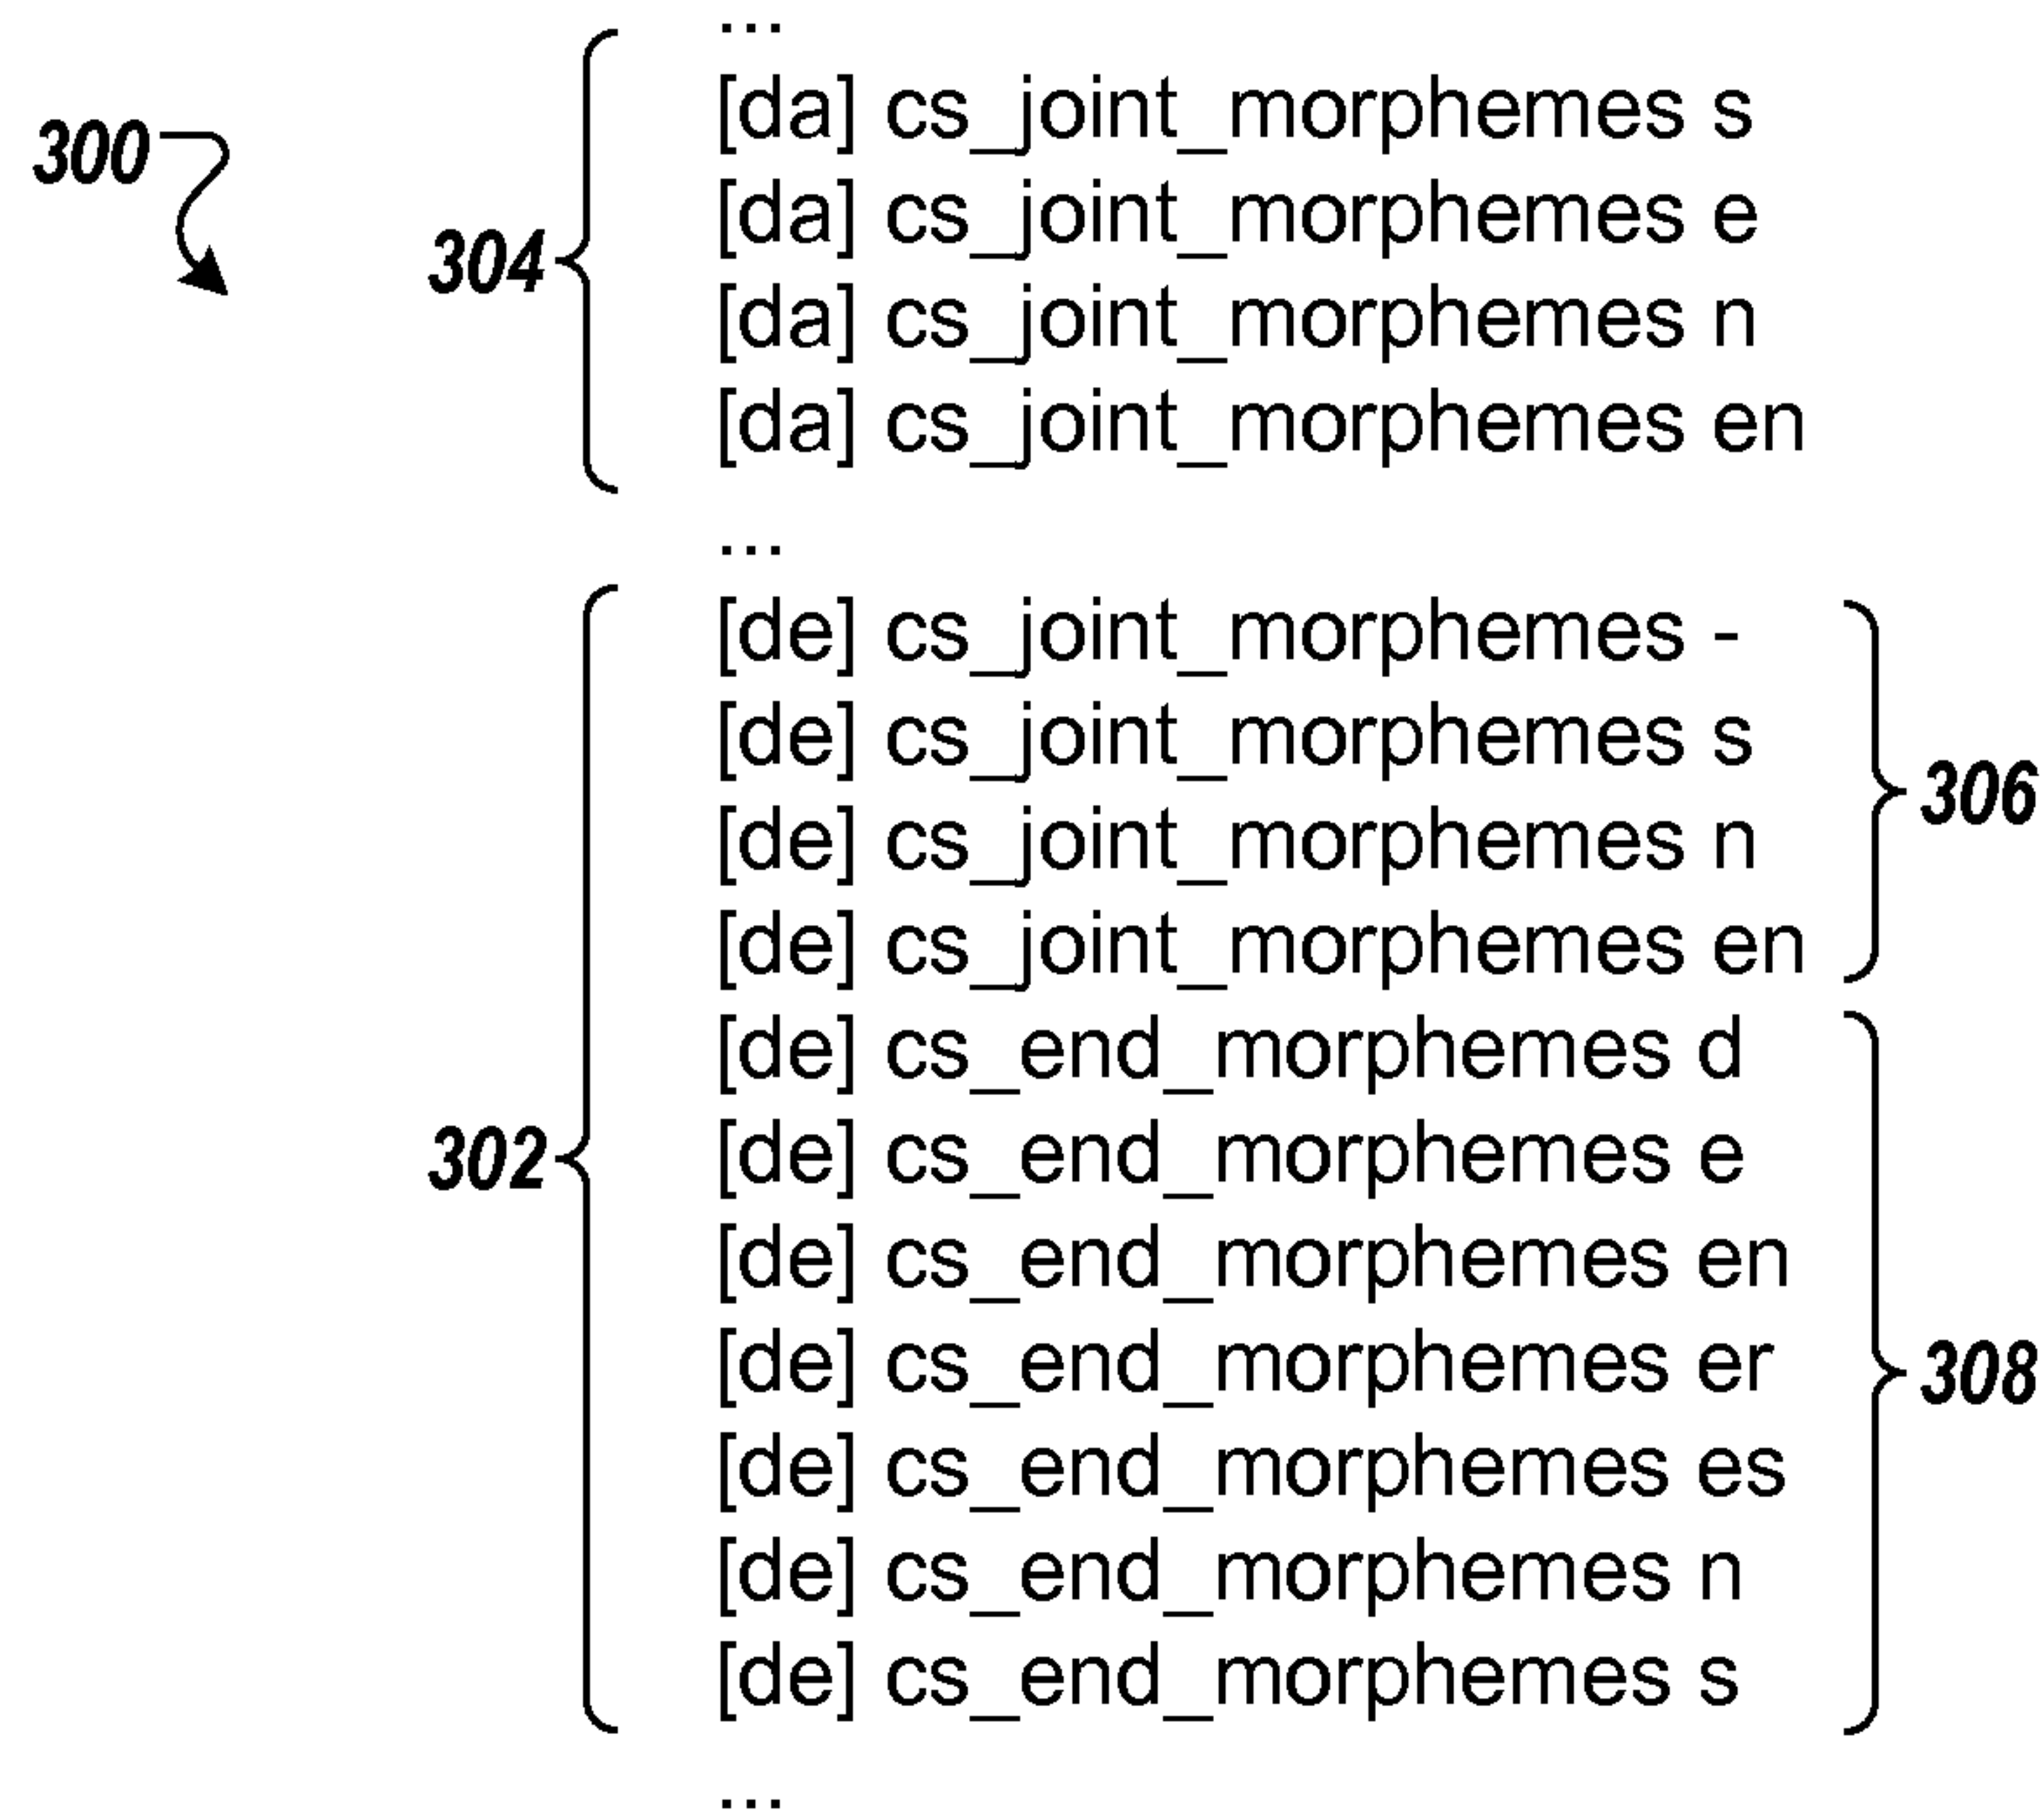 ...
300
[da] cs_joint_morphemes s
[da] cs_joint_morphemes e
304
[da] cs_joint_morphemes n
[da] cs_joint_morphemes en
...
[de] cs_joint_morphemes -
[de] cs_joint_morphemes s
306
[de] cs_joint_morphemes n
[de] cs_joint_morphemes en
[de] cs_end_morphemes d
302
[de] cs_end_morphemes e
[de] cs_end_morphemes en
[de] cs_end_morphemes er
308
[de] cs_end_morphemes es
[de] cs_end_morphemes n
[de] cs_end_morphemes s
...